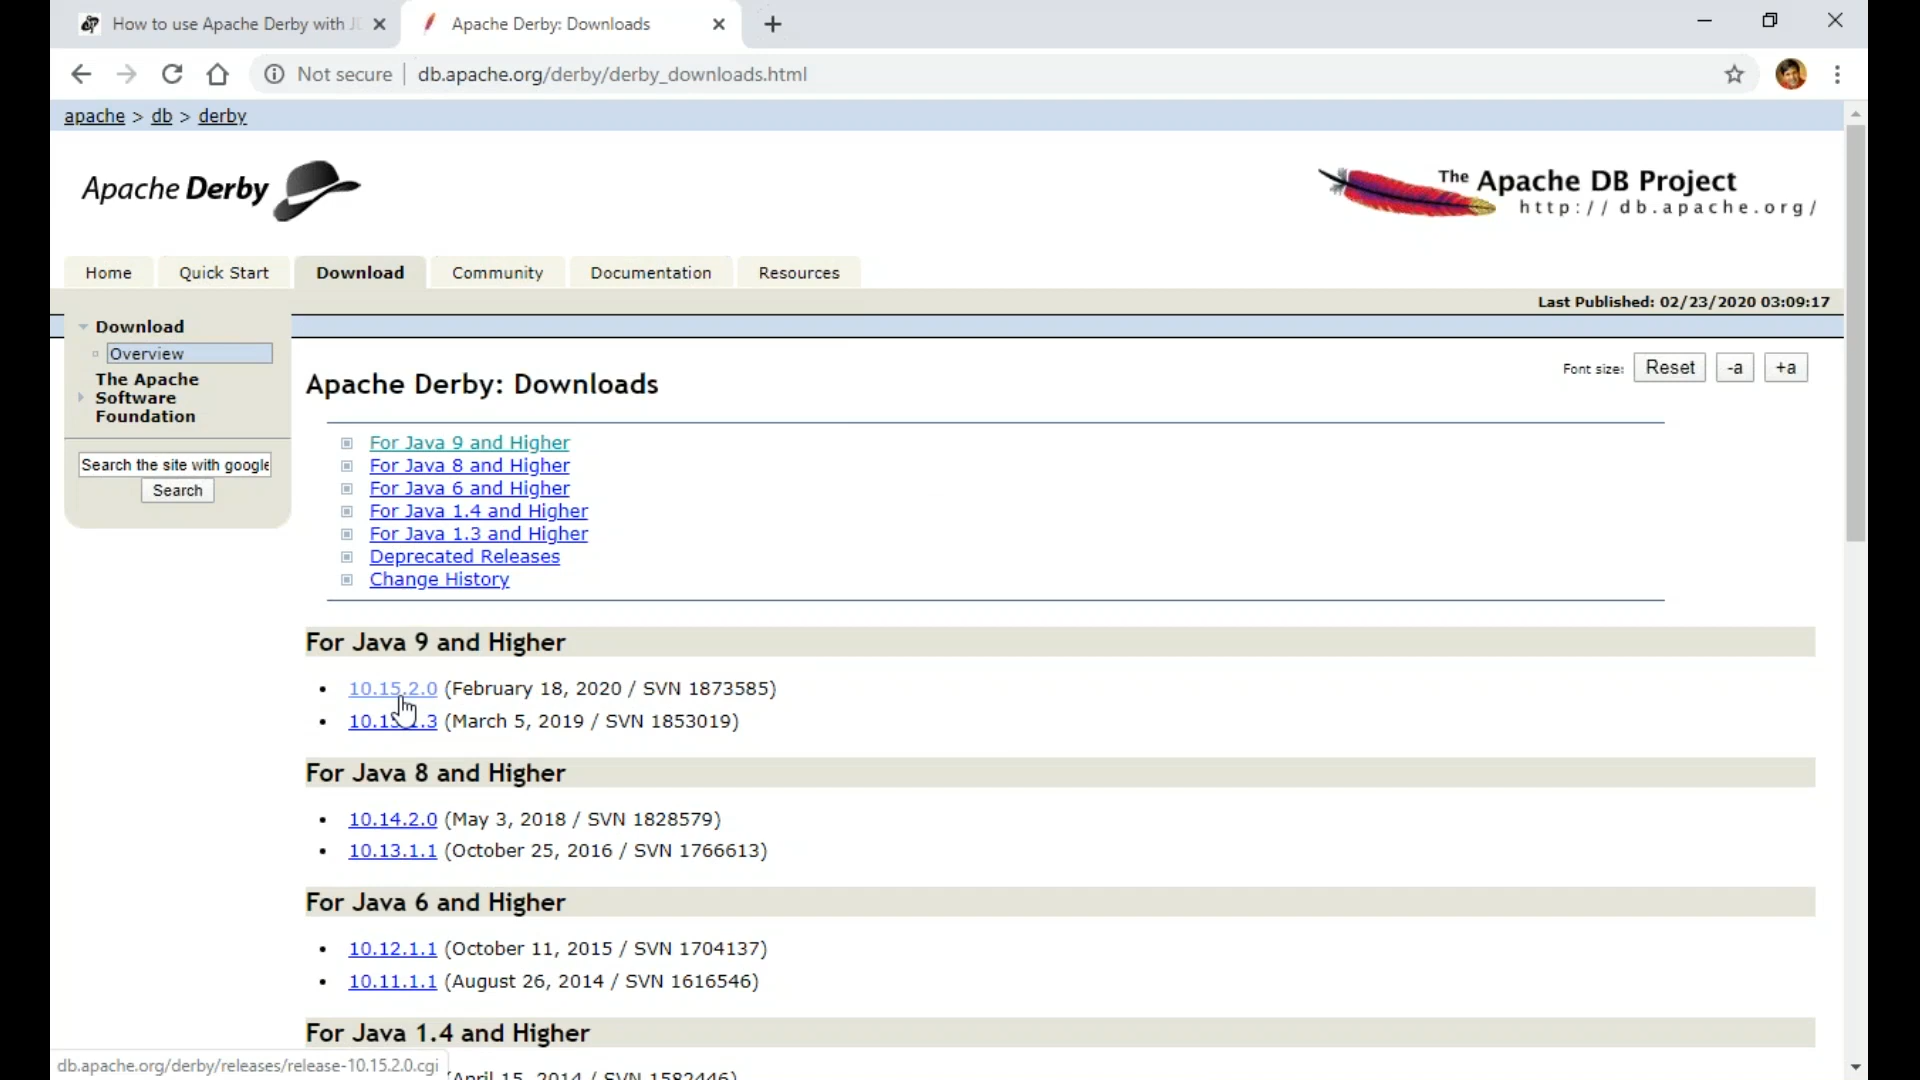 How to use Apache Derby with J
Apache Derby: Downloads
Not secure
db.apache.org/derby/derby_downloads.html
apache > db > derby
Apache Derby
The Apache DB Project
http://db.apache.org/
Home
Quick Start
Download
Community
Documentation
Resources
Last Published: 02/23/2020 03:09:17
Download
Overview
The Apache
Software
Foundation
Search the site with google
Search
Font size:
Reset
-a
+a
Apache Derby: Downloads
For Java 9 and Higher
For Java 8 and Higher
For Java 6 and Higher
For Java 1.4 and Higher
For Java 1.3 and Higher
Deprecated Releases
Change History
For Java 9 and Higher
• 10.15.2.0 (February 18, 2020 / SVN 1873585)
• (March 5, 2019 / SVN 1853019)
For Java 8 and Higher
• 10.14.2.0 (May 3, 2018 / SVN 1828579)
• 10.13.1.1 (October 25, 2016 / SVN 1766613)
For Java 6 and Higher
• 10.12.1.1 (October 11, 2015 / SVN 1704137)
• 10.11.1.1 (August 26, 2014 / SVN 1616546)
For Java 1.4 and Higher
(April 15, 2014 / SVN 1582446)
db.apache.org/derby/releases/release-10.15.2.0.cgi